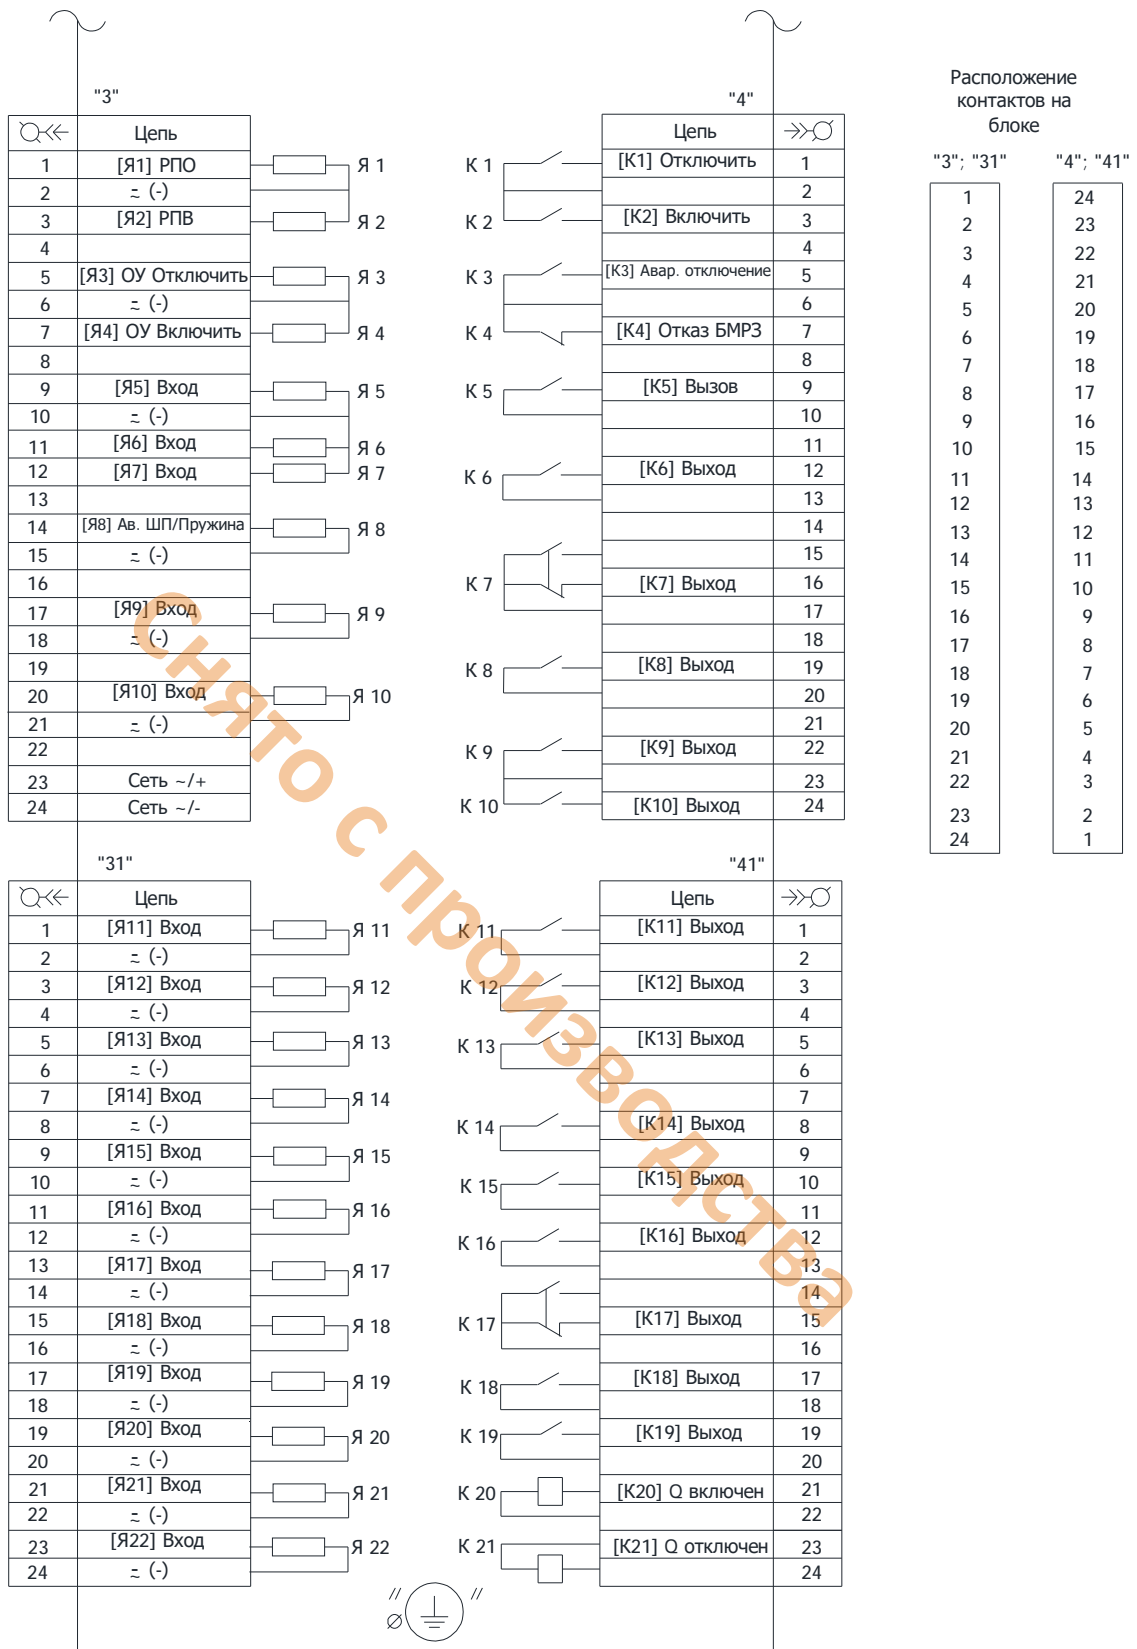 "3"
Цепь
1 [Я1] РПО Я 1
2 ≂ (-)
3 [Я2] РПВ Я 2
4
5 [Я3] ОУ Отключить Я 3
6 ≂ (-)
7 [Я4] ОУ Включить Я 4
8
9 [Я5] Вход Я 5
10 ≂ (-)
11 [Я6] Вход Я 6
12 [Я7] Вход Я 7
13
14 [Я8] Ав. ШП/Пружина Я 8
15 ≂ (-)
16
17 [Я9] Вход Я 9
18 ≂ (-)
19
20 [Я10] Вход Я 10
21 ≂ (-)
22
23 Сеть ~/+
24 Сеть ~/-
"4"
Цепь
К 1 [К1] Отключить 1
2
К 2 [К2] Включить 3
4
К 3 [К3] Авар. отключение 5
6
К 4 [К4] Отказ БМРЗ 7
8
К 5 [К5] Вызов 9
10
11
К 6 [К6] Выход 12
13
14
15
К 7 [К7] Выход 16
17
18
К 8 [К8] Выход 19
20
21
К 9 [К9] Выход 22
23
К 10 [К10] Выход 24
Расположение
контактов на
блоке
"3"; "31" "4"; "41"
1 24
2 23
3 22
4 21
5 20
6 19
7 18
8 17
9 16
10 15
11 14
12 13
13 12
14 11
15 10
16 9
17 8
18 7
19 6
20 5
21 4
22 3
23 2
24 1
"31"
Цепь
1 [Я11] Вход Я 11
2 ≂ (-)
3 [Я12] Вход Я 12
4 ≂ (-)
5 [Я13] Вход Я 13
6 ≂ (-)
7 [Я14] Вход Я 14
8 ≂ (-)
9 [Я15] Вход Я 15
10 ≂ (-)
11 [Я16] Вход Я 16
12 ≂ (-)
13 [Я17] Вход Я 17
14 ≂ (-)
15 [Я18] Вход Я 18
16 ≂ (-)
17 [Я19] Вход Я 19
18 ≂ (-)
19 [Я20] Вход Я 20
20 ≂ (-)
21 [Я21] Вход Я 21
22 ≂ (-)
23 [Я22] Вход Я 22
24 ≂ (-)
"41"
Цепь
К 11 [К11] Выход 1
2
К 12 [К12] Выход 3
4
К 13 [К13] Выход 5
6
7
К 14 [К14] Выход 8
9
К 15 [К15] Выход 10
11
К 16 [К16] Выход 12
13
14
К 17 [К17] Выход 15
16
К 18 [К18] Выход 17
18
К 19 [К19] Выход 19
20
К 20 [К20] Q включен 21
22
К 21 [К21] Q отключен 23
24
Снято с производства